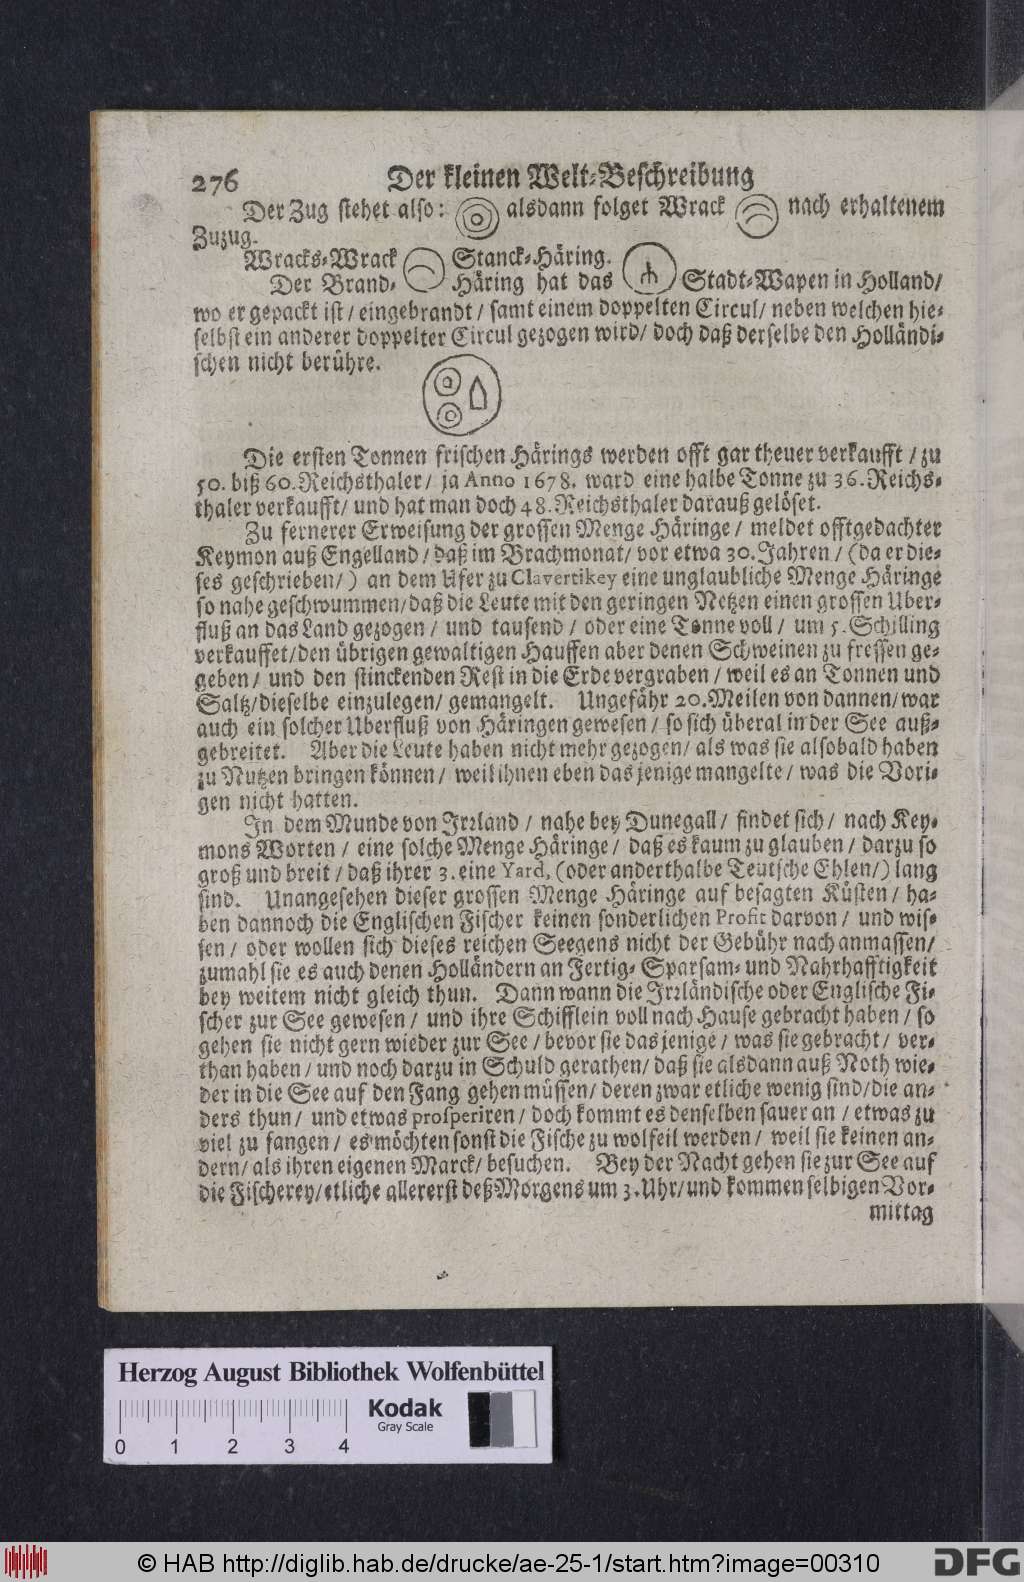 276 Der kleinen Welt-Beschreibung
Der Zug stehet also: alsdann folget Wrack nach erhaltenem
Zuzug.
Wracks-Wrack Stanck-Häring.
Der Brand- Häring hat das Stadt-Wapen in Holland/
wo er gepackt ist/ eingebrandt/ samt einem doppelten Circul/ neben welchen hie-
selbst ein anderer doppelter Circul gezogen wird/ doch daß derselbe den Holländi-
schen nicht berühre.
Die ersten Tonnen frischen Härings werden offt gar theuer verkaufft/ zu
50. biß 60. Reichsthaler/ ja Anno 1678. ward eine halbe Tonne zu 36. Reichs-
thaler verkaufft/ und hat man doch 48. Reichsthaler darauß gelöset.
Zu fernerer Erweisung der grossen Menge Häringe/ meldet offtgedachter
Keymon auß Engelland/ daß im Brachmonat/ vor etwa 30. Jahren/ (da er die-
ses geschrieben/) an dem Ufer zu Clavertikey eine unglaubliche Menge Häringe
so nahe geschwummen/ daß die Leute mit den geringen Netzen einen grossen Uber-
fluß an das Land gezogen/ und tausend/ oder eine Tonne voll/ um 5. Schilling
verkauffet/ den übrigen gewaltigen Hauffen aber denen Schweinen zu fressen ge-
geben/ und den stinckenden Rest in die Erde vergraben/ weil es an Tonnen und
Saltz/ dieselbe einzulegen/ gemangelt. Ungefähr 20. Meilen von dannen/ war
auch ein solcher Uberfluß von Häringen gewesen/ so sich überal in der See auß-
gebreitet. Aber die Leute haben nicht mehr gezogen/ als was sie alsobald haben
zu Nutzen bringen können/ weil ihnen eben das jenige mangelte/ was die Vori-
gen nicht hatten.
In dem Munde von Irrland/ nahe bey Dunegall/ findet sich/ nach Key-
mons Worten/ eine solche Menge Häringe/ daß es kaum zu glauben/ darzu so
groß und breit/ daß ihrer 3. eine Yard, (oder anderthalbe Teutsche Ehlen/) lang
sind. Unangesehen dieser grossen Menge Häringe auf besagten Küsten/ ha-
ben dannoch die Englischen Fischer keinen sonderlichen Profit darvon/ und wis-
sen/ oder wollen sich dieses reichen Seegens nicht der Gebühr nach anmassen/
zumahl sie es auch denen Holländern an Fertig- Sparsam- und Nahrhafftigkeit
bey weitem nicht gleich thun. Dann wann die Irrländische oder Englische Fi-
scher zur See gewesen/ und ihre Schifflein voll nach Hause gebracht haben/ so
gehen sie nicht gern wieder zur See/ bevor sie das jenige/ was sie gebracht/ ver-
than haben/ und noch darzu in Schuld gerathen/ daß sie alsdann auß Noth wie-
der in die See auf den Fang gehen müssen/ deren zwar etliche wenig sind/ die an-
ders thun/ und etwas prosperiren/ doch kommt es denselben sauer an/ etwas zu
viel zu fangen/ es möchten sonst die Fische zu wolfeil werden/ weil sie keinen an-
dern/ als ihren eigenen Marck/ besuchen. Bey der Nacht gehen sie zur See auf
die Fischerey/ etliche allererst deß Morgens um 3. Uhr/ und kommen selbigen Vor-
mittag
Herzog August Bibliothek Wolfenbüttel
Kodak
Gray Scale
0 1 2 3 4
© HAB http://diglib.hab.de/drucke/ae-25-1/start.htm?image=00310
DFG